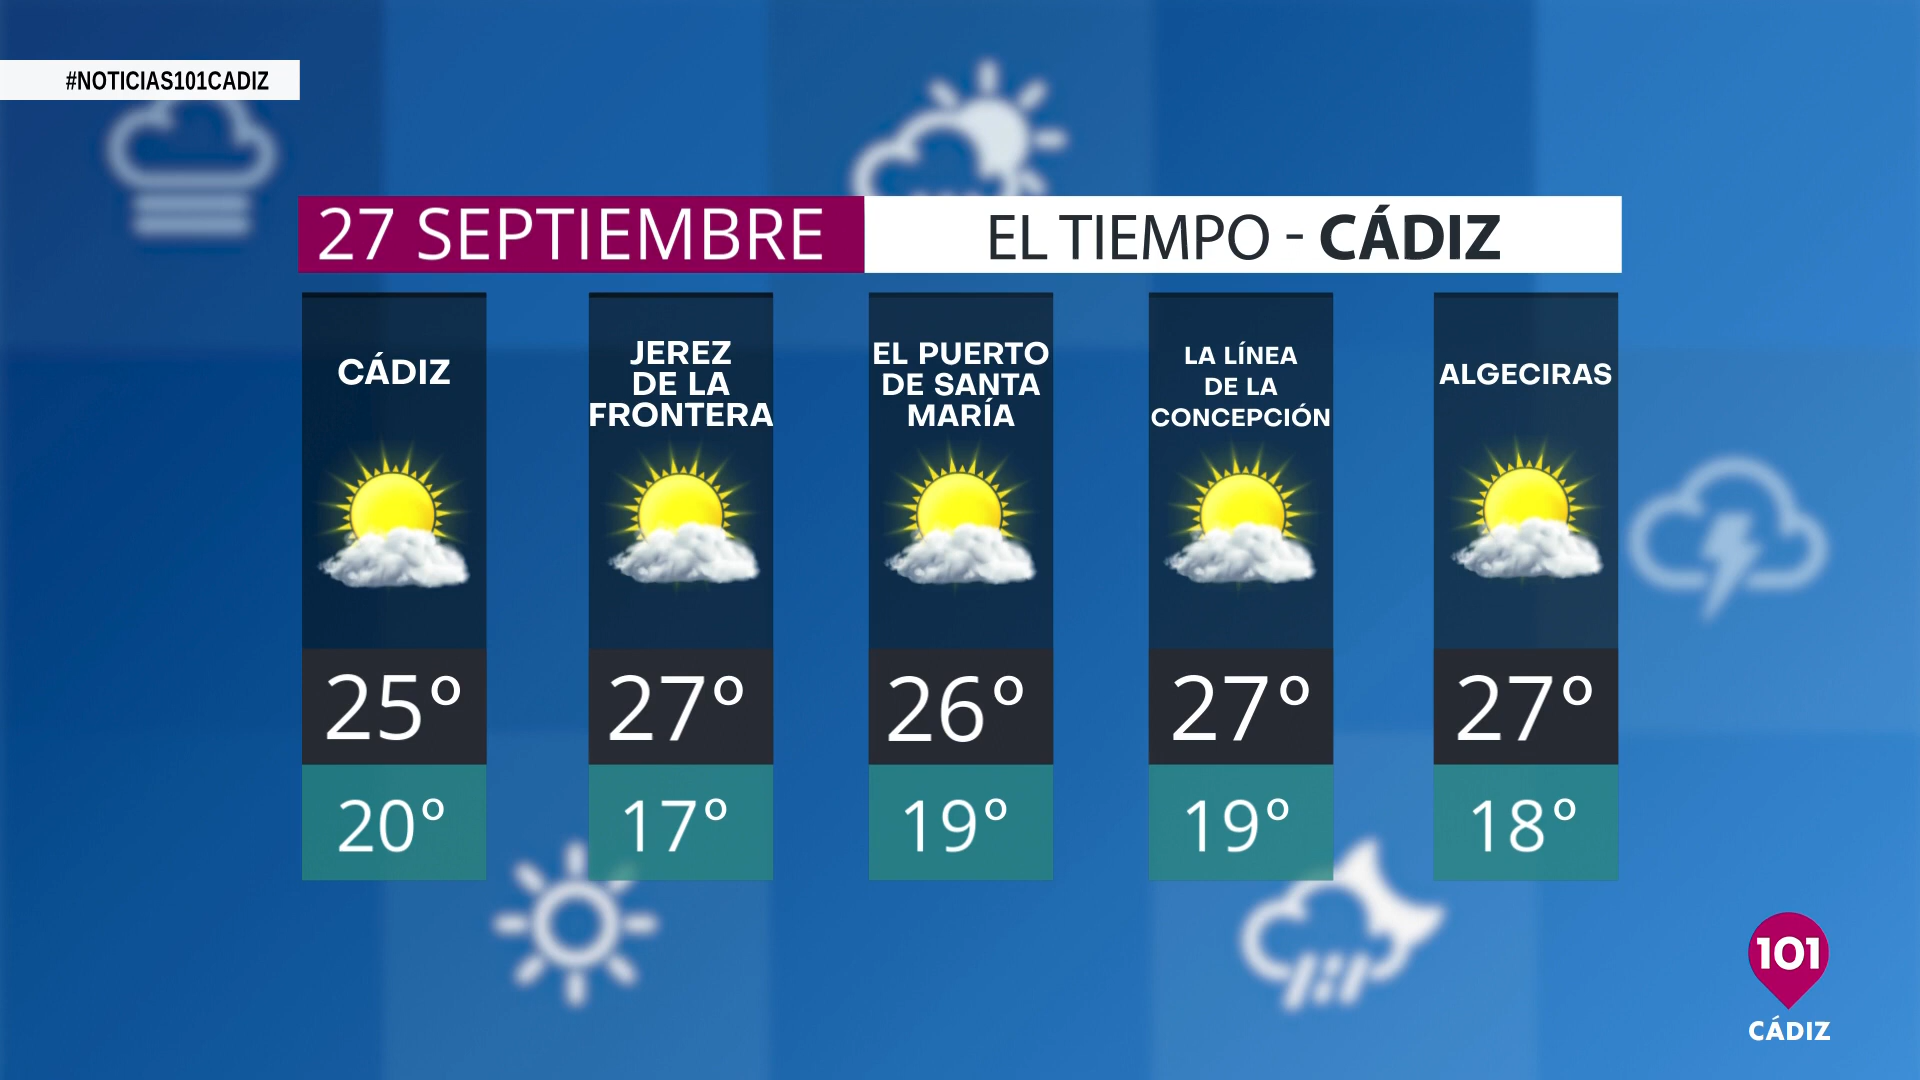 #NOTICIAS101CADIZ
27 SEPTIEMBRE
EL TIEMPO - CÁDIZ
CÁDIZ
25°
20°
JEREZ
DE LA
FRONTERA
27°
17°
EL PUERTO
DE SANTA
MARÍA
26°
19°
LA LÍNEA
DE LA
CONCEPCIÓN
27°
19°
ALGECIRAS
27°
18°
101
CÁDIZ